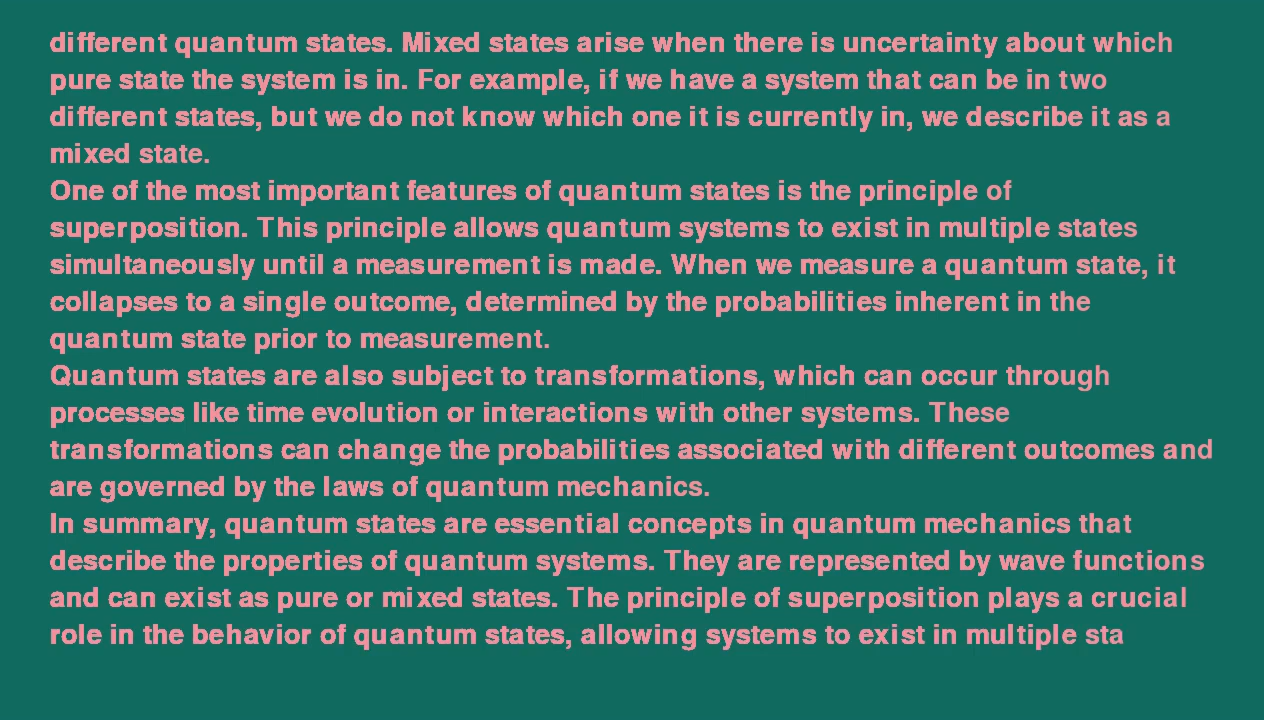 different quantum states. Mixed states arise when there is uncertainty about which
pure state the system is in. For example, if we have a system that can be in two
different states, but we do not know which one it is currently in, we describe it as a
mixed state.
One of the most important features of quantum states is the principle of
superposition. This principle allows quantum systems to exist in multiple states
simultaneously until a measurement is made. When we measure a quantum state, it
collapses to a single outcome, determined by the probabilities inherent in the
quantum state prior to measurement.
Quantum states are also subject to transformations, which can occur through
processes like time evolution or interactions with other systems. These
transformations can change the probabilities associated with different outcomes and
are governed by the laws of quantum mechanics.
In summary, quantum states are essential concepts in quantum mechanics that
describe the properties of quantum systems. They are represented by wave functions
and can exist as pure or mixed states. The principle of superposition plays a crucial
role in the behavior of quantum states, allowing systems to exist in multiple sta